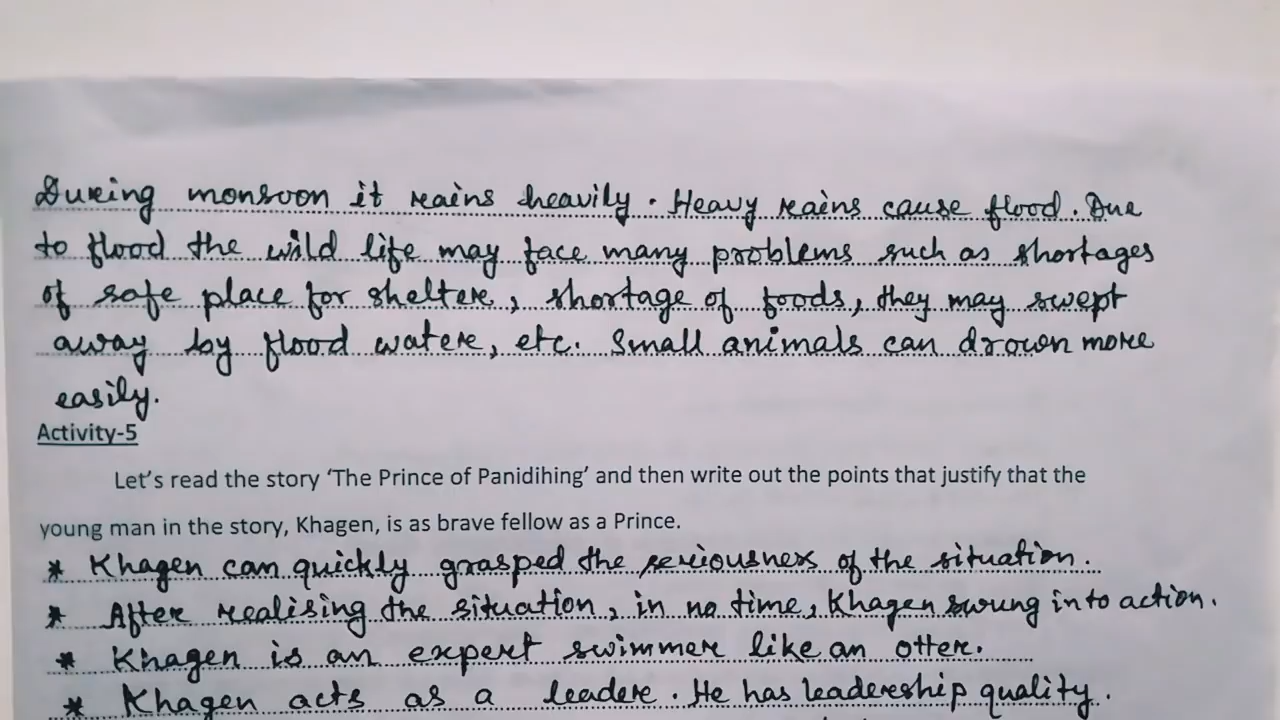 During monsoon it rains heavily. Heavy rains cause flood. Due
to flood the wild life may face many problems such as shortages
of safe place for shelter, shortage of foods, they may swept
away by flood water, etc. Small animals can drown more
easily.
Activity-5
Let's read the story 'The Prince of Panidihing' and then write out the points that justify that the
young man in the story, Khagen, is as brave fellow as a Prince.
* Khagen can quickly grasped the seriousness of the situation.
* After realising the situation, in no time, Khagen swung into action.
* Khagen is an expert swimmer like an otter.
* Khagen acts as a leader. He has leadership quality.